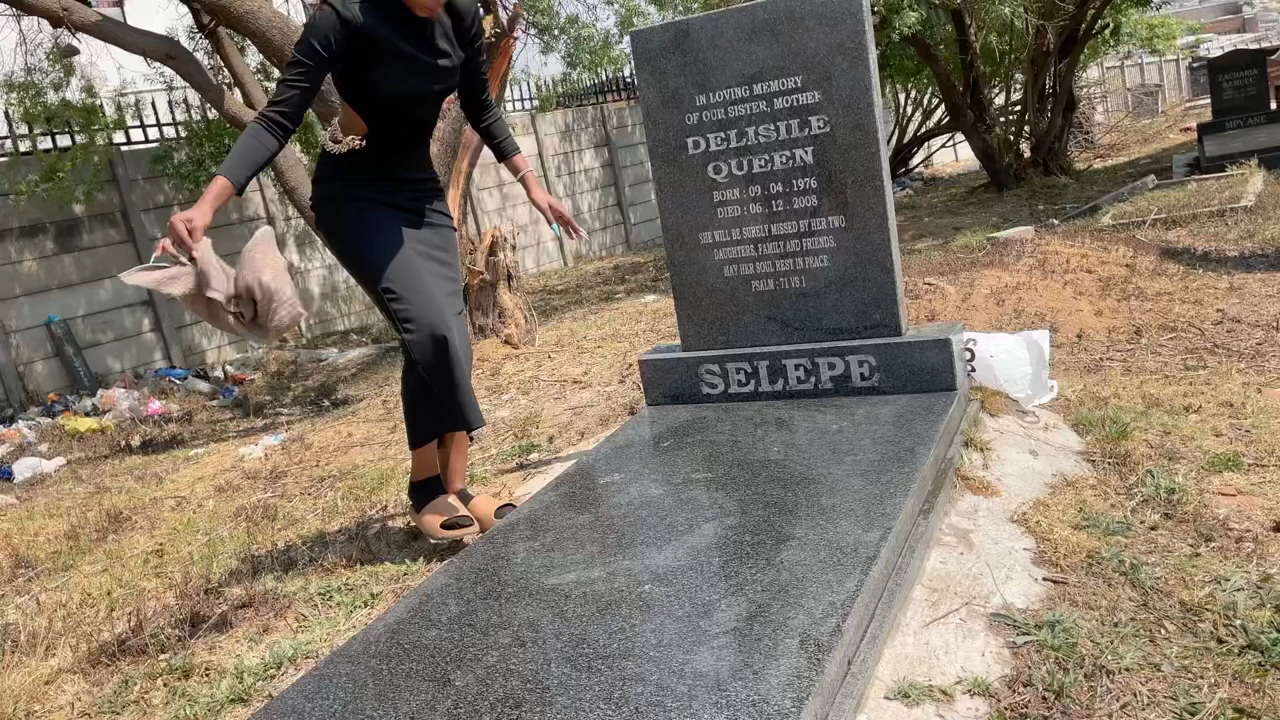 IN LOVING MEMORY
OF OUR SISTER, MOTHER
DELISILE
QUEEN
BORN : 09 . 04 . 1976
DIED : 06 . 12 . 2008
SHE WILL BE SURELY MISSED BY HER TWO
DAUGHTERS, FAMILY AND FRIENDS.
MAY HER SOUL REST IN PEACE.
PSALM : 71 VS 1
SELEPE
ZACHARIA
SAMUEL
MPYANE